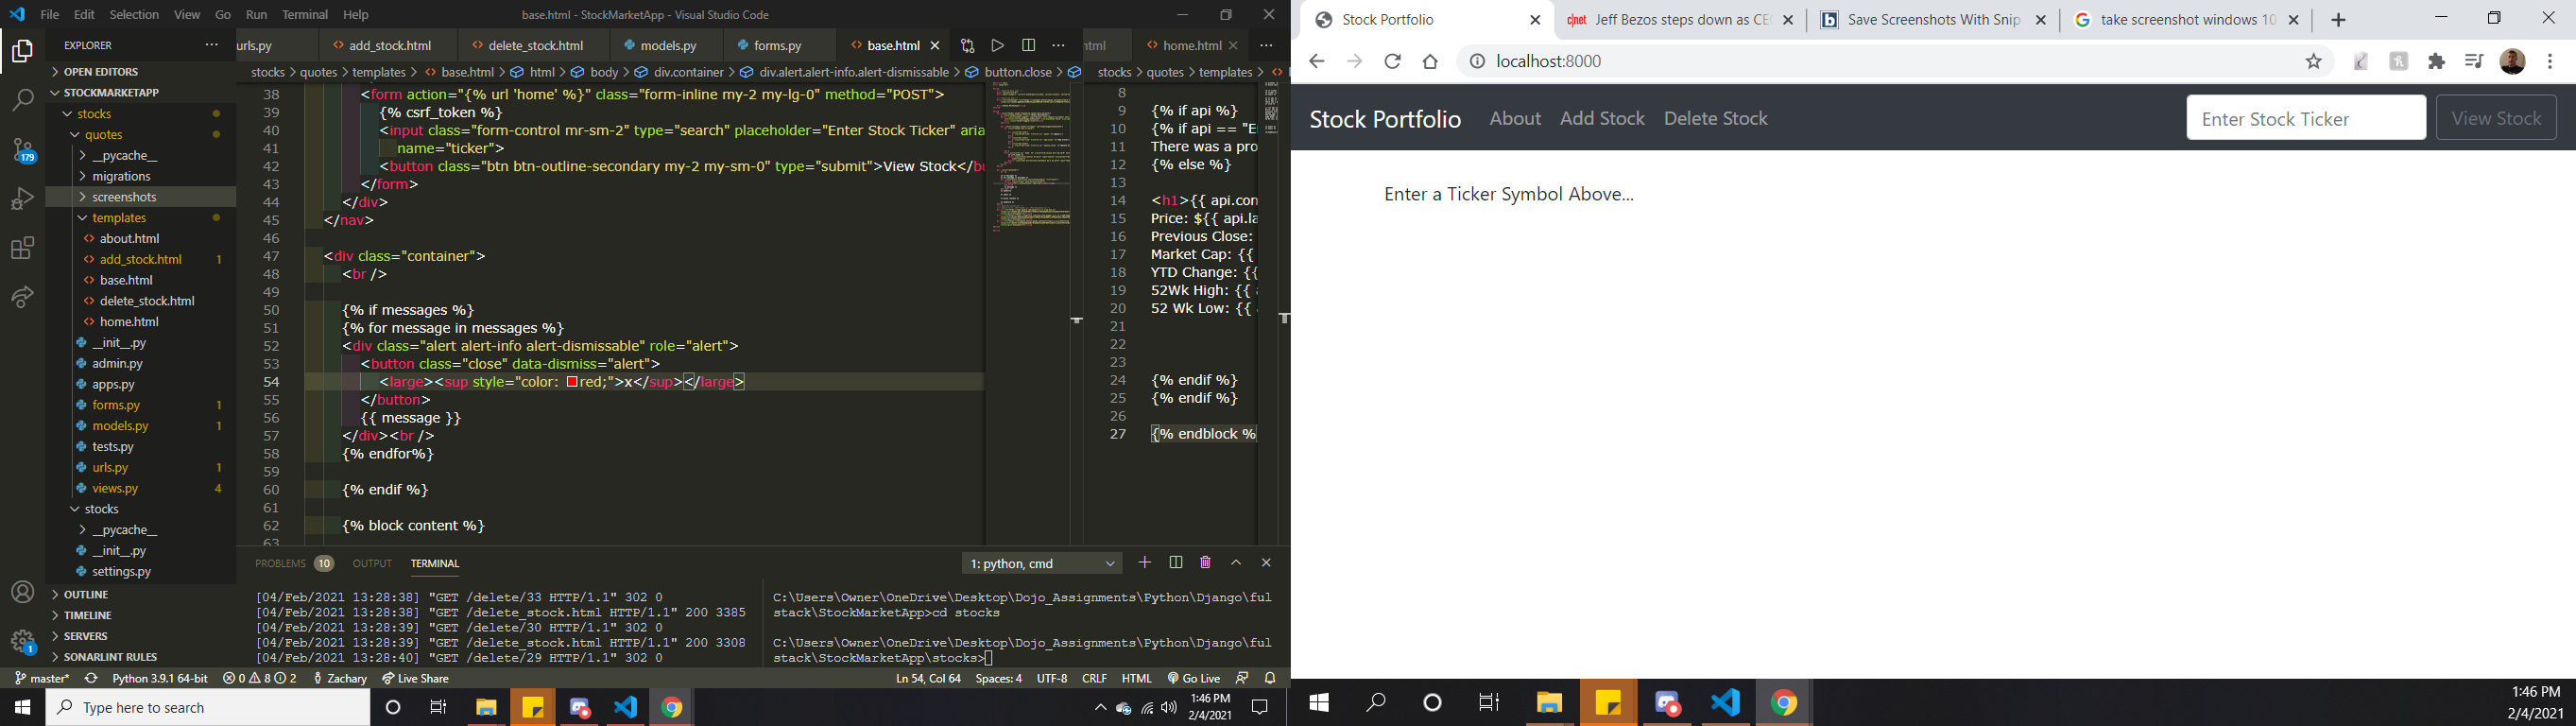 File Edit Selection View Go Run Terminal Help
base.html - StockMarketApp - Visual Studio Code
EXPLORER
OPEN EDITORS
STOCKMARKETAPP
stocks
quotes
__pycache__
migrations
screenshots
templates
about.html
add_stock.html 1
base.html
delete_stock.html
home.html
__init__.py
admin.py
apps.py
forms.py 1
models.py 1
tests.py
urls.py 1
views.py 4
stocks
__pycache__
__init__.py
settings.py
OUTLINE
TIMELINE
SERVERS
SONARLINT RULES
179
1
urls.py add_stock.html delete_stock.html models.py forms.py base.html
stocks > quotes > templates > base.html > html > body > div.container > div.alert.alert-info.alert-dismissable > button.close >
38 <form action="{% url 'home' %}" class="form-inline my-2 my-lg-0" method="POST">
39 {% csrf_token %}
40 <input class="form-control mr-sm-2" type="search" placeholder="Enter Stock Ticker" aria
41 name="ticker">
42 <button class="btn btn-outline-secondary my-2 my-sm-0" type="submit">View Stock</bu
43 </form>
44 </div>
45 </nav>
46
47 <div class="container">
48 <br />
49
50 {% if messages %}
51 {% for message in messages %}
52 <div class="alert alert-info alert-dismissable" role="alert">
53 <button class="close" data-dismiss="alert">
54 <large><sup style="color: red;">x</sup></large>
55 </button>
56 {{ message }}
57 </div><br />
58 {% endfor%}
59
60 {% endif %}
61
62 {% block content %}
63
html home.html
stocks > quotes > templates >
8
9 {% if api %}
10 {% if api == "E
11 There was a pro
12 {% else %}
13
14 <h1>{{ api.con
15 Price: ${{ api.la
16 Previous Close:
17 Market Cap: {{
18 YTD Change: {{
19 52Wk High: {{
20 52 Wk Low: {{
21
22
23
24 {% endif %}
25 {% endif %}
26
27 {% endblock %
PROBLEMS 10 OUTPUT TERMINAL
1: python, cmd
[04/Feb/2021 13:28:38] "GET /delete/33 HTTP/1.1" 302 0
[04/Feb/2021 13:28:38] "GET /delete_stock.html HTTP/1.1" 200 3385
[04/Feb/2021 13:28:39] "GET /delete/30 HTTP/1.1" 302 0
[04/Feb/2021 13:28:39] "GET /delete_stock.html HTTP/1.1" 200 3308
[04/Feb/2021 13:28:40] "GET /delete/29 HTTP/1.1" 302 0
C:\Users\Owner\OneDrive\Desktop\Dojo_Assignments\Python\Django\ful
stack\StockMarketApp>cd stocks
C:\Users\Owner\OneDrive\Desktop\Dojo_Assignments\Python\Django\ful
stack\StockMarketApp\stocks>
master* Python 3.9.1 64-bit 0 8 2 Zachary Live Share
Ln 54, Col 64 Spaces: 4 UTF-8 CRLF HTML Go Live
Type here to search
1:46 PM
2/4/2021
Stock Portfolio
c|net Jeff Bezos steps down as CE
b Save Screenshots With Snip
G take screenshot windows 10
localhost:8000
Stock Portfolio About Add Stock Delete Stock
Enter Stock Ticker View Stock
Enter a Ticker Symbol Above...
1:46 PM
2/4/2021